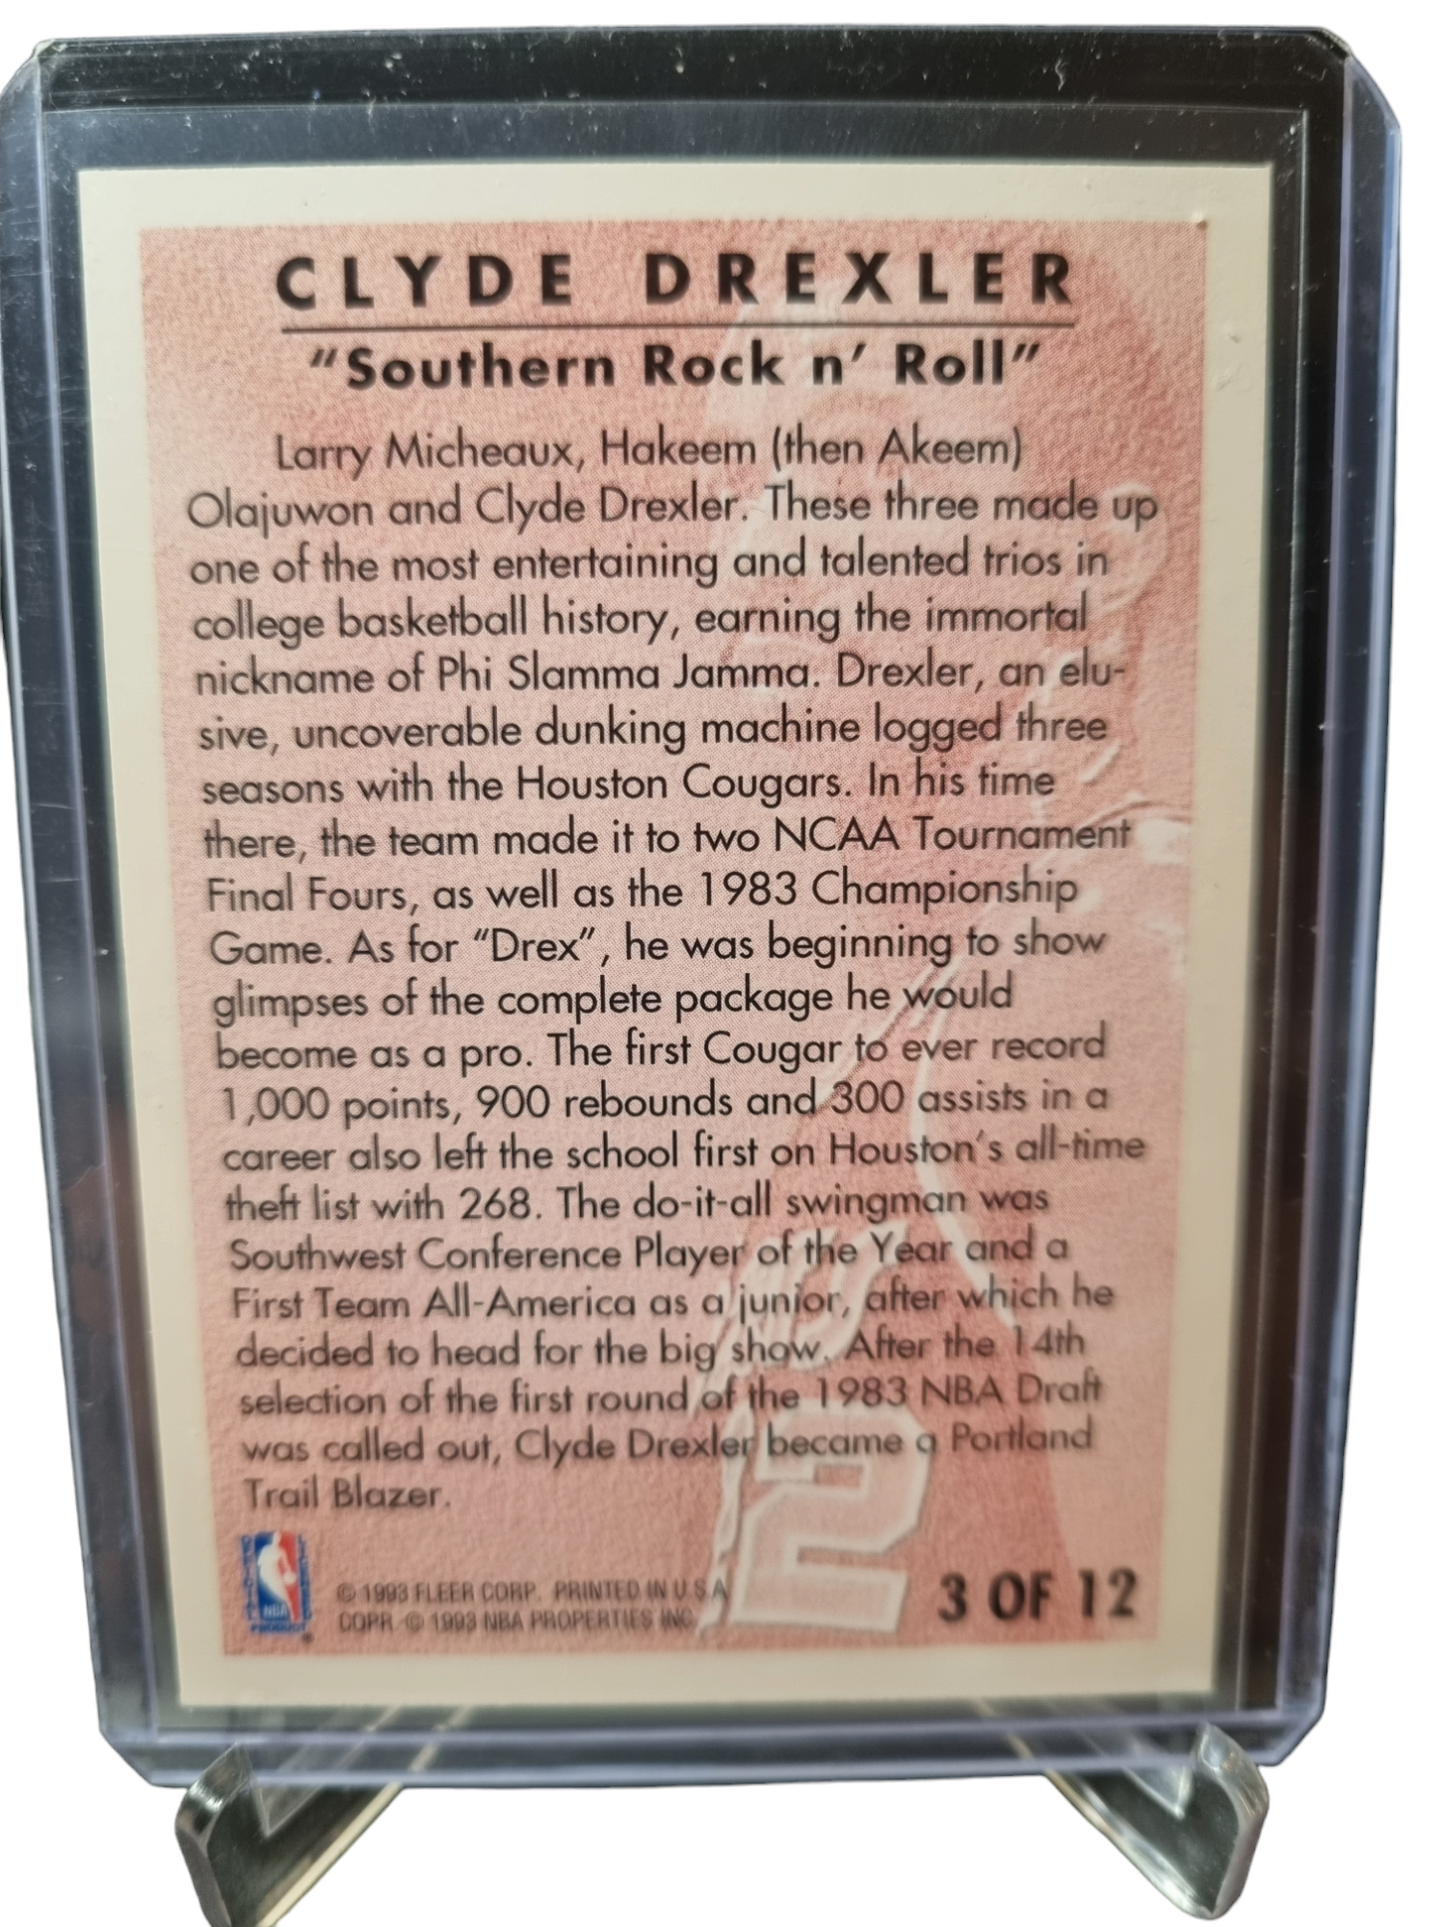 CLYDE DREXLER
"Southern Rock n' Roll"
Larry Micheaux, Hakeem (then Akeem)
Olajuwon and Clyde Drexler. These three made up
one of the most entertaining and talented trios in
college basketball history, earning the immortal
nickname of Phi Slamma Jamma. Drexler, an elu-
sive, uncoverable dunking machine logged three
seasons with the Houston Cougars. In his time
there, the team made it to two NCAA Tournament
Final Fours, as well as the 1983 Championship
Game. As for "Drex", he was beginning to show
glimpses of the complete package he would
become as a pro. The first Cougar to ever record
1,000 points, 900 rebounds and 300 assists in a
career also left the school first on Houston's all-time
theft list with 268. The do-it-all swingman was
Southwest Conference Player of the Year and a
First Team All-America as a junior, after which he
decided to head for the big show. After the 14th
selection of the first round of the 1983 NBA Draft
was called out, Clyde Drexler became a Portland
Trail Blazer.
2
NBA
© 1993 FLEER CORP. PRINTED IN U.S.A.
COPR. © 1993 NBA PROPERTIES INC.
3 OF 12